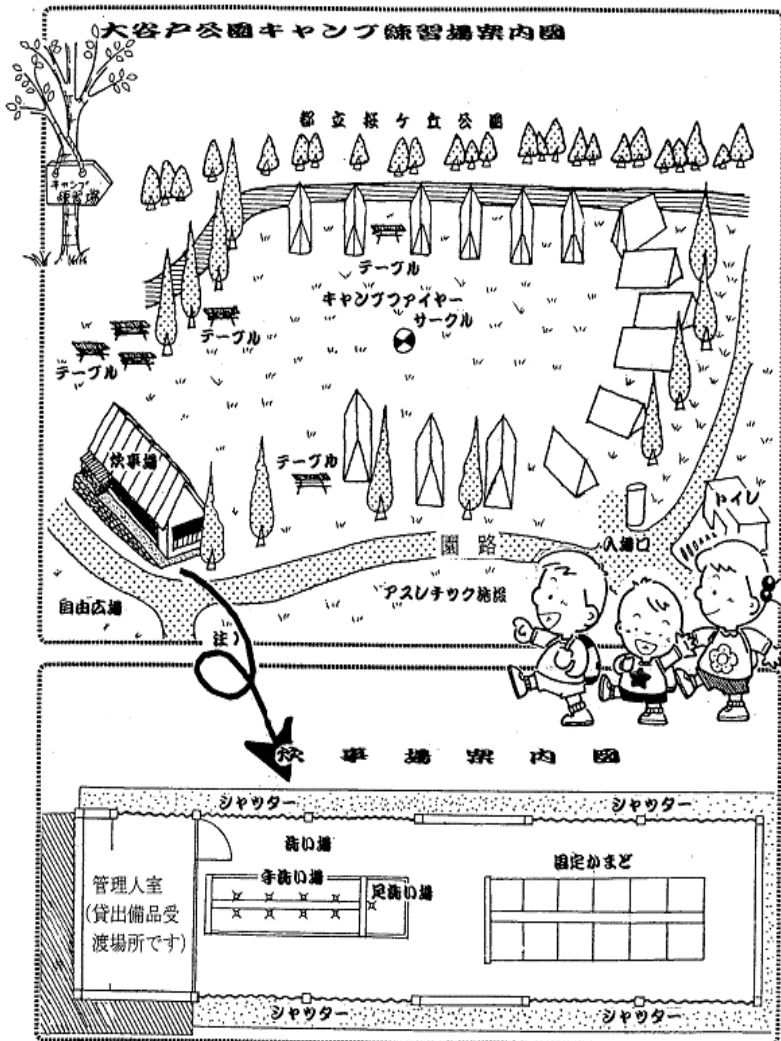 大谷戸公園キャンプ練習場案内図
都立桜ケ丘公園
キャンプ
練習場
テーブル
キャンプファイヤー
サークル
テーブル
テーブル
炊事場
テーブル
トイレ
入場口
園路
アスレチック施設
自由広場
注)
炊事場案内図
シャッター
シャッター
洗い場
固定かまど
手洗い場
足洗い場
管理人室
(貸出備品受
渡場所です)
シャッター
シャッター